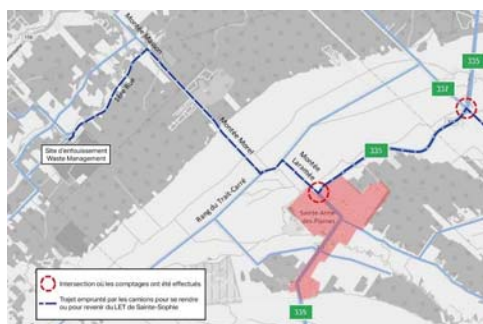 335
337
335
335
Montée Masson
1ère Rue
Site d'enfouissement
Waste Management
Montée Morel
Montée
Laramée
Rang du Trait-Carré
Sainte-Anne
des-Plaines
Intersection où les comptages ont été effectués
Trajet emprunté par les camions pour se rendre
ou pour revenir du LET de Sainte-Sophie